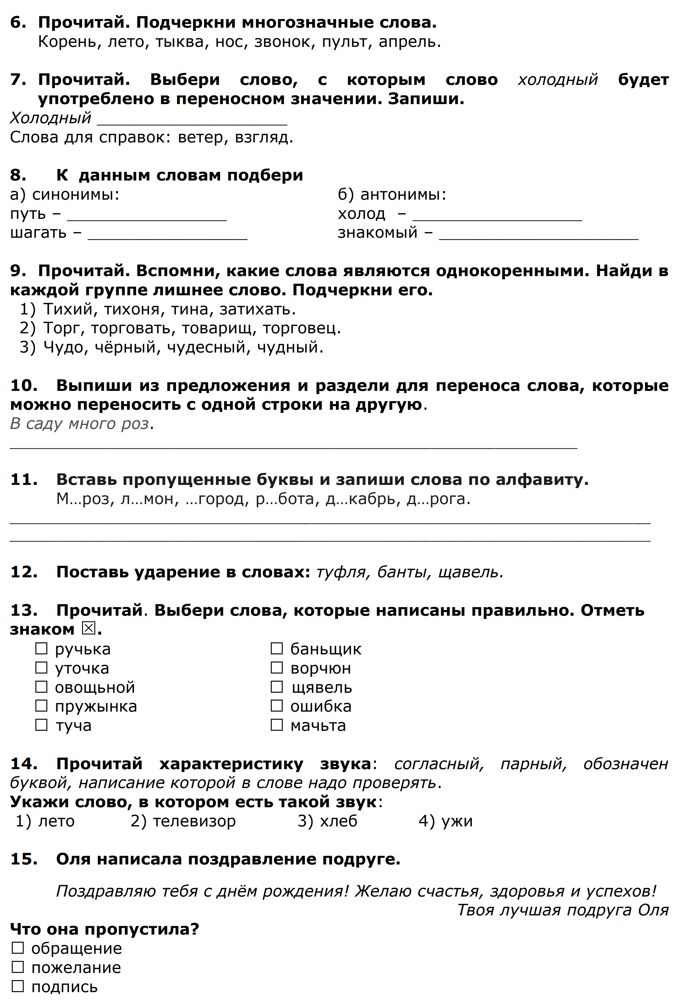 6. Прочитай. Подчеркни многозначные слова.
Корень, лето, тыква, нос, звонок, пульт, апрель.
7. Прочитай. Выбери слово, с которым слово холодный будет
употреблено в переносном значении. Запиши.
Холодный ___________________
Слова для справок: ветер, взгляд.
8. К данным словам подбери
а) синонимы: б) антонимы:
путь – ________________ холод – _________________
шагать – ________________ знакомый – ____________________
9. Прочитай. Вспомни, какие слова являются однокоренными. Найди в
каждой группе лишнее слово. Подчеркни его.
1) Тихий, тихоня, тина, затихать.
2) Торг, торговать, товарищ, торговец.
3) Чудо, чёрный, чудесный, чудный.
10. Выпиши из предложения и раздели для переноса слова, которые
можно переносить с одной строки на другую.
В саду много роз.
______________________________________________________________
11. Вставь пропущенные буквы и запиши слова по алфавиту.
М…роз, л…мон, …город, р…бота, д…кабрь, д…рога.
______________________________________________________________________
______________________________________________________________________
12. Поставь ударение в словах: туфля, банты, щавель.
13. Прочитай. Выбери слова, которые написаны правильно. Отметь
знаком ☒.
☐ ручька ☐ баньщик
☐ уточка ☐ ворчюн
☐ овощьной ☐ щявель
☐ пружынка ☐ ошибка
☐ туча ☐ мачьта
14. Прочитай характеристику звука: согласный, парный, обозначен
буквой, написание которой в слове надо проверять.
Укажи слово, в котором есть такой звук:
1) лето 2) телевизор 3) хлеб 4) ужи
15. Оля написала поздравление подруге.
Поздравляю тебя с днём рождения! Желаю счастья, здоровья и успехов!
Твоя лучшая подруга Оля
Что она пропустила?
☐ обращение
☐ пожелание
☐ подпись